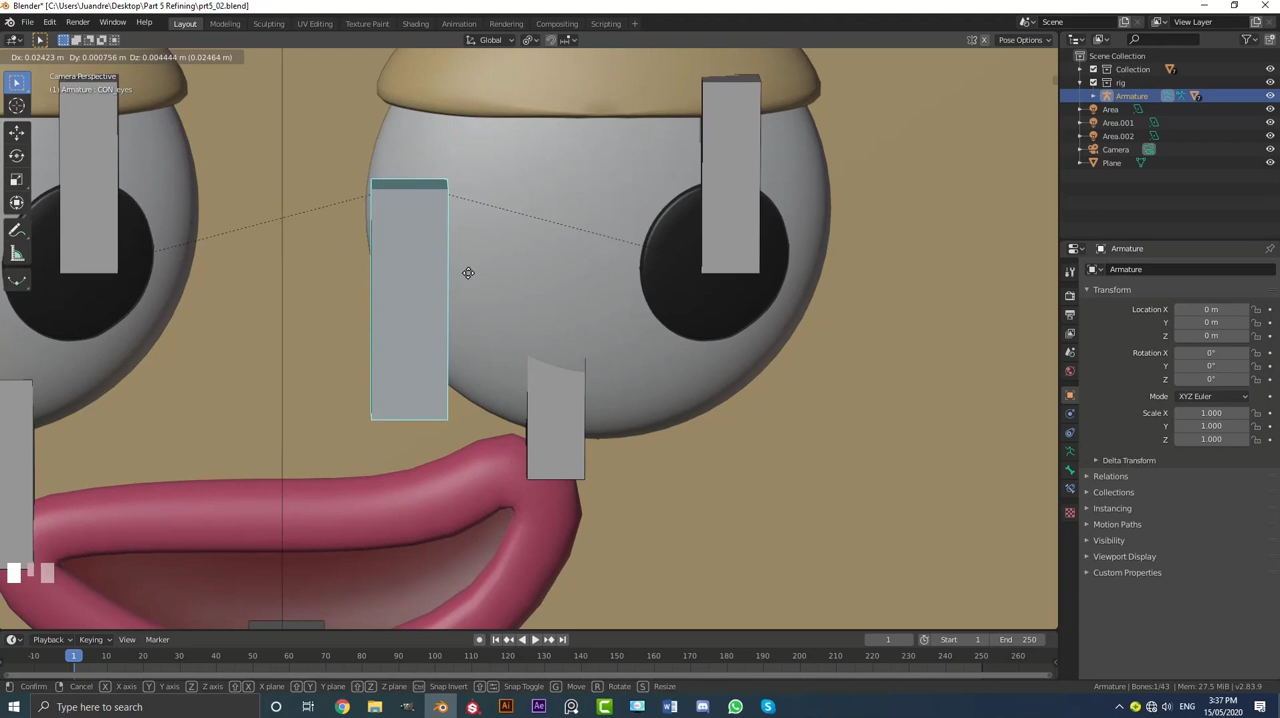 Blender* [C:\Users\Juandre\Desktop\Part 5 Refining\prt5_02.blend]
File Edit Render Window Help Layout Modeling Sculpting UV Editing Texture Paint Shading Animation Rendering Compositing Scripting + Scene View Layer
Global Pose Options
Dx: 0.02423 m Dy: 0.000756 m Dz: 0.004444 m (0.02464 m)
Camera Perspective
(1) Armature : CON_eyes
Scene Collection
Collection
rig
Armature
Area
Area.001
Area.002
Camera
Plane
Armature
Armature
Transform
Location X 0 m
Y 0 m
Z 0 m
Rotation X 0°
Y 0°
Z 0°
Mode XYZ Euler
Scale X 1.000
Y 1.000
Z 1.000
Delta Transform
Relations
Collections
Instancing
Motion Paths
Visibility
Viewport Display
Custom Properties
Playback Keying View Marker 1 Start 1 End 250
-10 1 10 20 30 40 50 60 70 80 90 100 110 120 130 140 150 160 170 180 190 200 210 220 230 240 250 260
Confirm Cancel X X axis Y Y axis Z Z axis X X plane Y Y plane Z Z plane Ctrl Snap Invert Snap Toggle G Move R Rotate S Resize Armature | Bones:1/43 | Mem: 27.5 MiB | v2.83.9
Type here to search
3:37 PM
15/05/2020